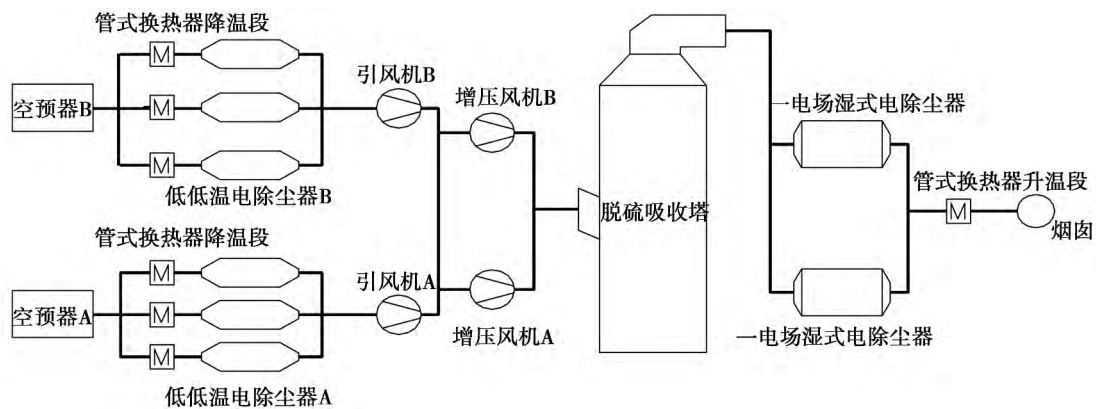 管式换热器降温段
M
空预器B
M
M
低低温电除尘器B
引风机B
增压风机B
管式换热器降温段
M
空预器A
M
M
低低温电除尘器A
引风机A
增压风机A
脱硫吸收塔
一电场湿式电除尘器
管式换热器升温段
M
烟囱
一电场湿式电除尘器